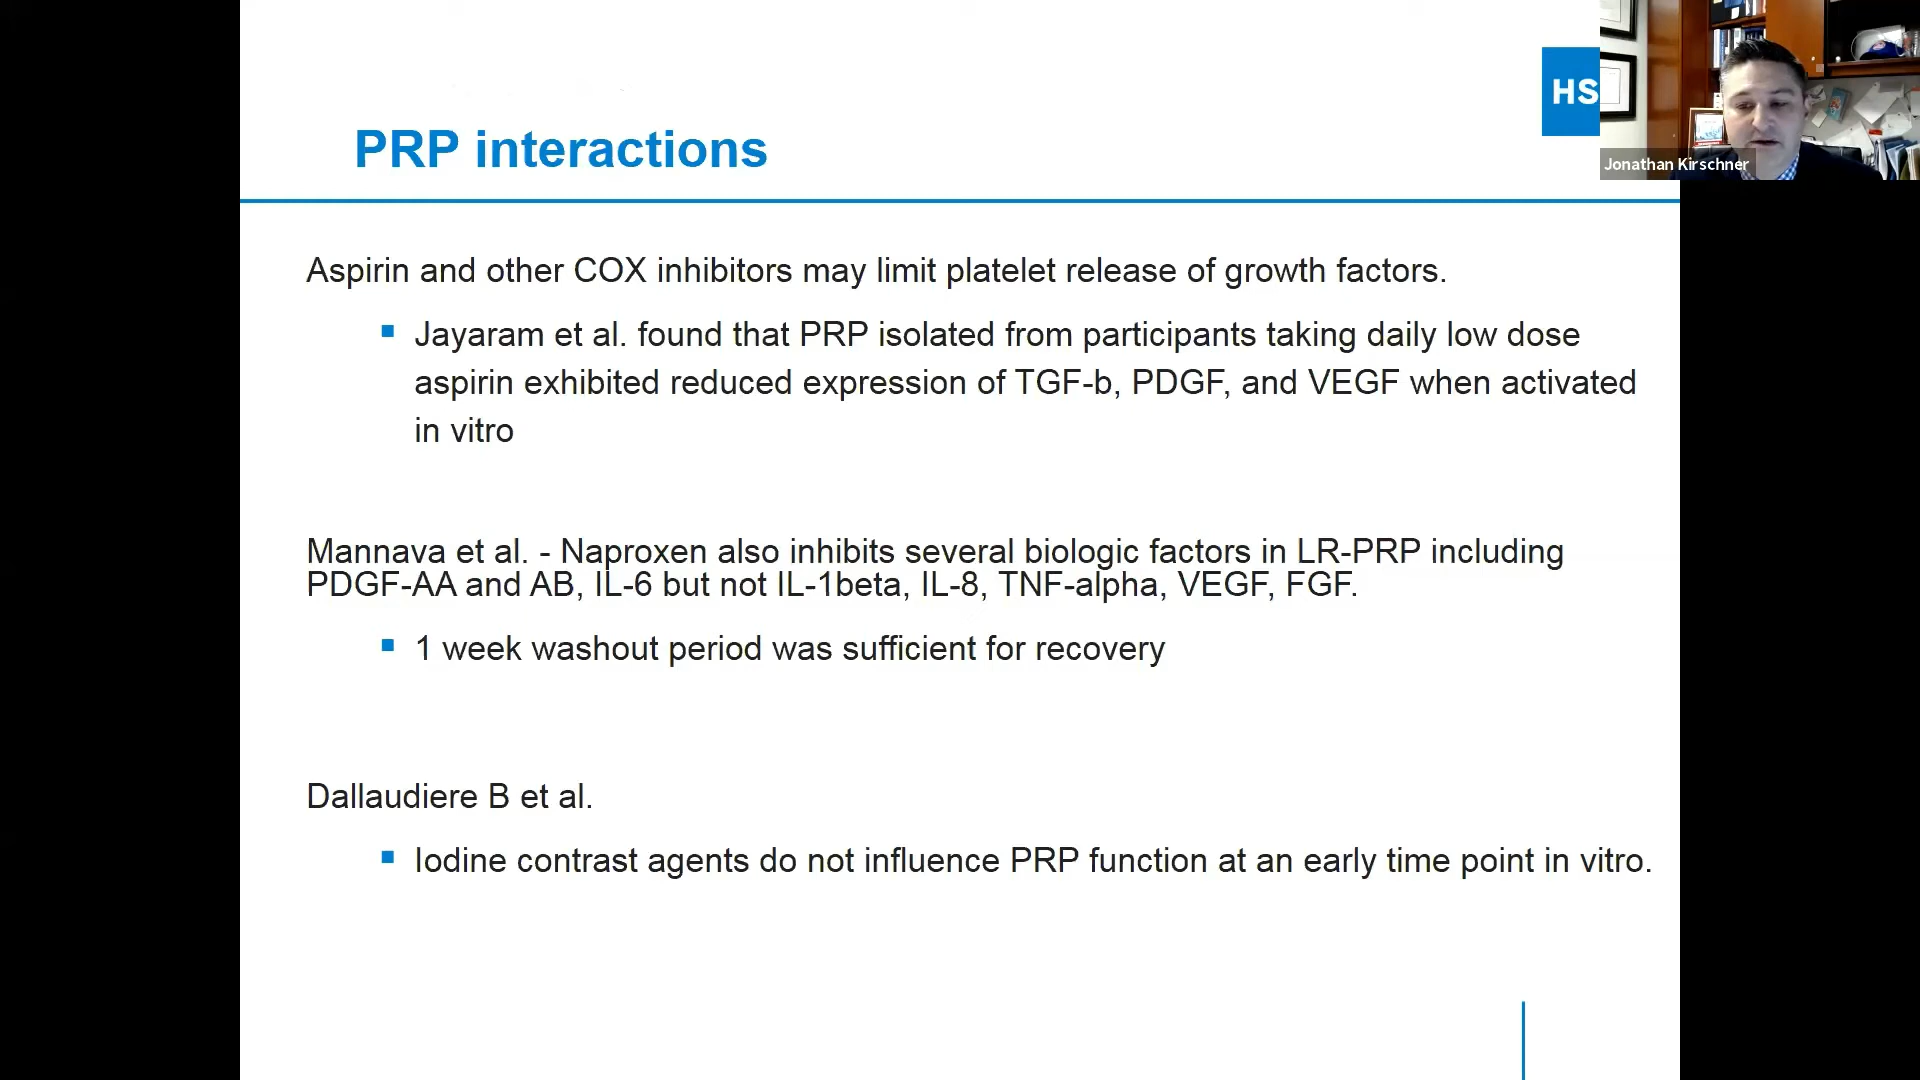 HS
Jonathan Kirschner
PRP interactions
Aspirin and other COX inhibitors may limit platelet release of growth factors.
Jayaram et al. found that PRP isolated from participants taking daily low dose
aspirin exhibited reduced expression of TGF-b, PDGF, and VEGF when activated
in vitro
Mannava et al. - Naproxen also inhibits several biologic factors in LR-PRP including
PDGF-AA and AB, IL-6 but not IL-1beta, IL-8, TNF-alpha, VEGF, FGF.
1 week washout period was sufficient for recovery
Dallaudiere B et al.
Iodine contrast agents do not influence PRP function at an early time point in vitro.